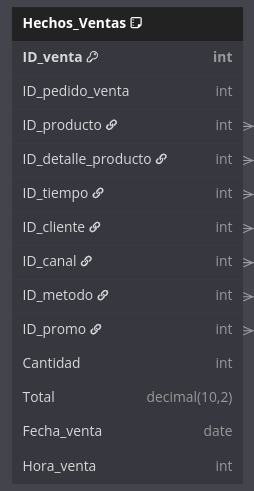 Hechos_Ventas
ID_venta int
ID_pedido_venta int
ID_producto int
ID_detalle_producto int
ID_tiempo int
ID_cliente int
ID_canal int
ID_metodo int
ID_promo int
Cantidad int
Total decimal(10,2)
Fecha_venta date
Hora_venta int